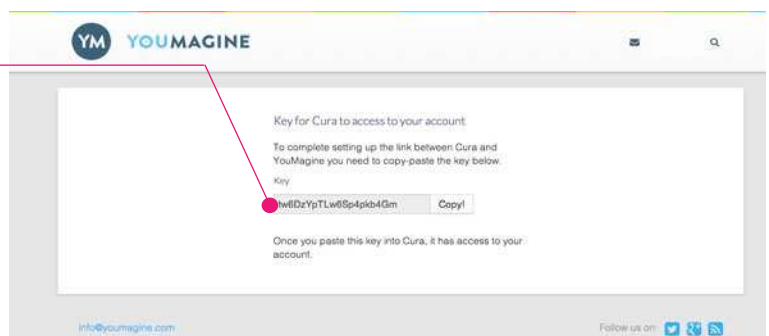 YM YOUMAGINE
Key for Cura to access to your account
To complete setting up the link between Cura and
YouMagine you need to copy-paste the key below.
Key
Copy!
Once you paste this key into Cura, it has access to your
account.
info@youmagine.com
Follow us on